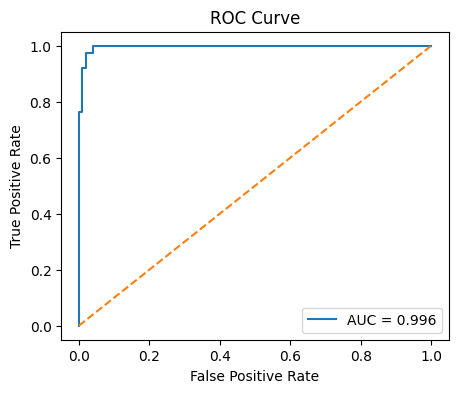 ROC Curve
True Positive Rate
1.0
0.8
0.6
0.4
0.2
0.0
AUC = 0.996
0.0 0.2 0.4 0.6 0.8 1.0
False Positive Rate